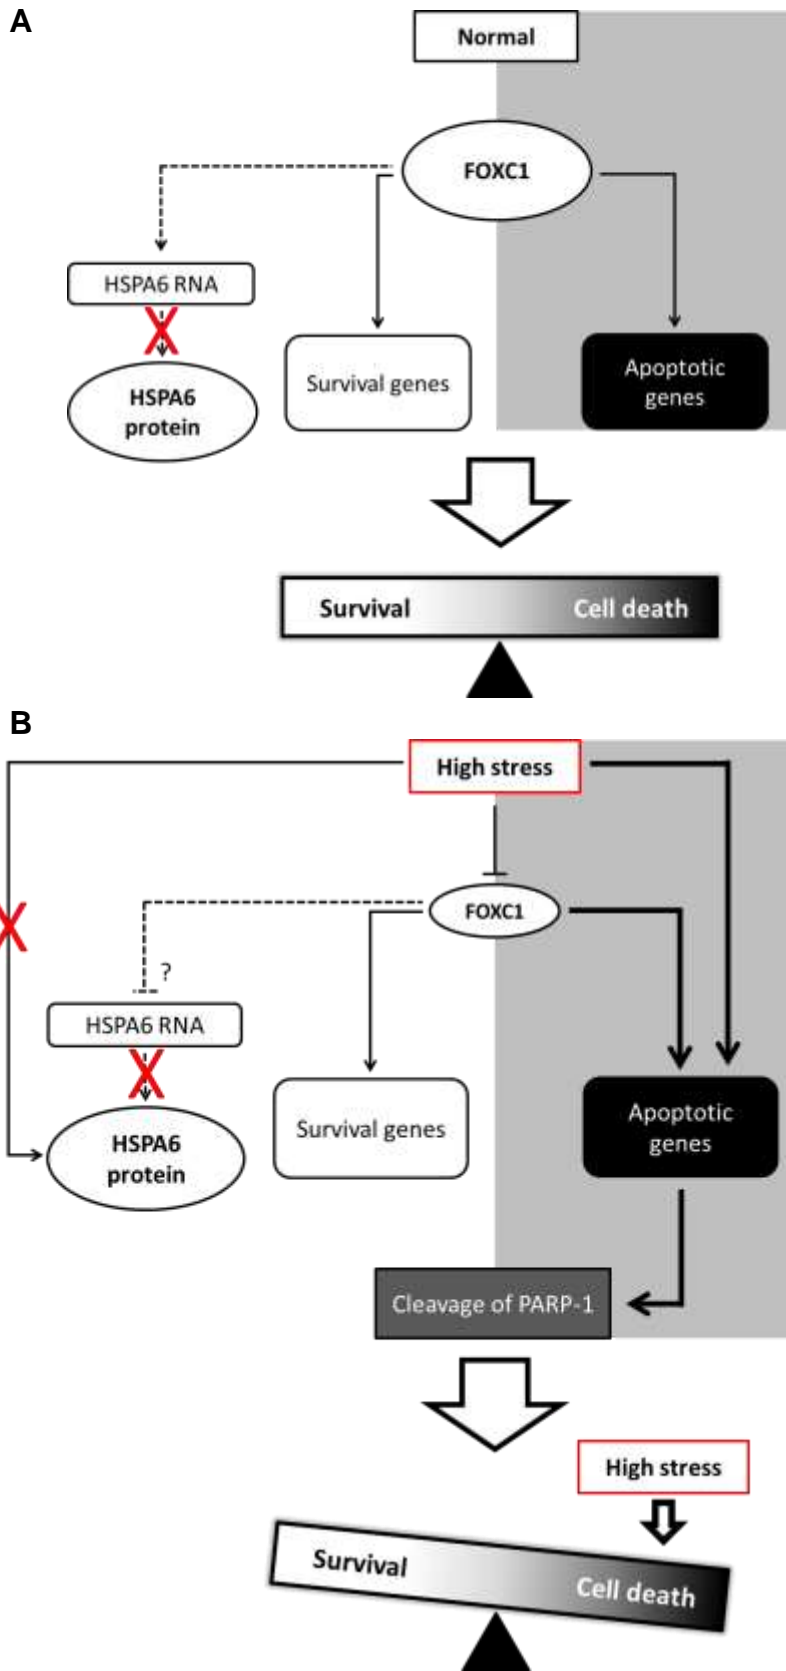 A
Normal
FOXC1
HSPA6 RNA
HSPA6
protein
Survival genes
Apoptotic
genes
Survival
Cell death
B
High stress
FOXC1
?
HSPA6 RNA
HSPA6
protein
Survival genes
Apoptotic
genes
Cleavage of PARP-1
High stress
Survival
Cell death